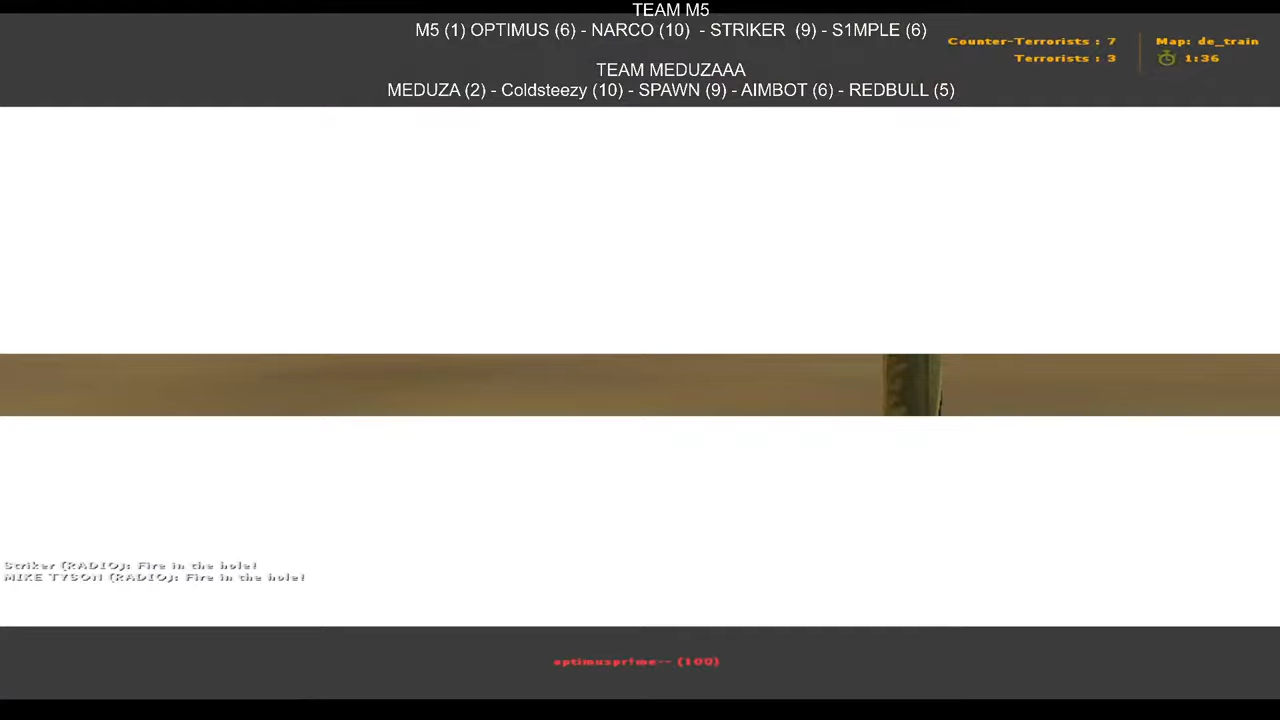 TEAM M5
M5 (1) OPTIMUS (6) - NARCO (10)  - STRIKER  (9) - S1MPLE (6)
TEAM MEDUZAAA
MEDUZA (2) - Coldsteezy (10) - SPAWN (9) - AIMBOT (6) - REDBULL (5)
Counter-Terrorists : 7
Terrorists : 3
Map: de_train
1:36
Striker (RADIO): Fire in the hole!
MIKE TYSON (RADIO): Fire in the hole!
optimuspr!me-- (100)